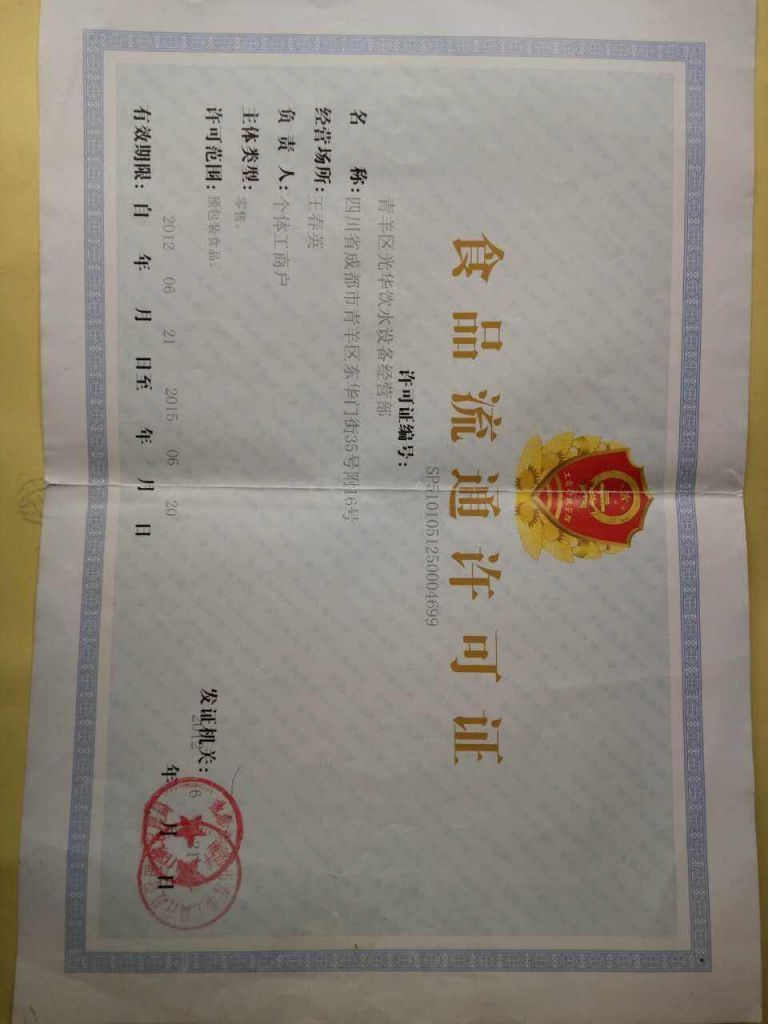 食品流通许可证
许可证编号: SP5101051250004699
名 称: 青羊区光华饮水设备经营部
经营场所: 四川省成都市青羊区东华门街35号附16号
负 责 人: 王春英
主体类型: 个体工商户
许可范围: 零售。
预包装食品。
有效期限: 自 2012 年 06 月 21 日至 2015 年 06 月 20 日
发证机关:
2012 年 6 月 21 日